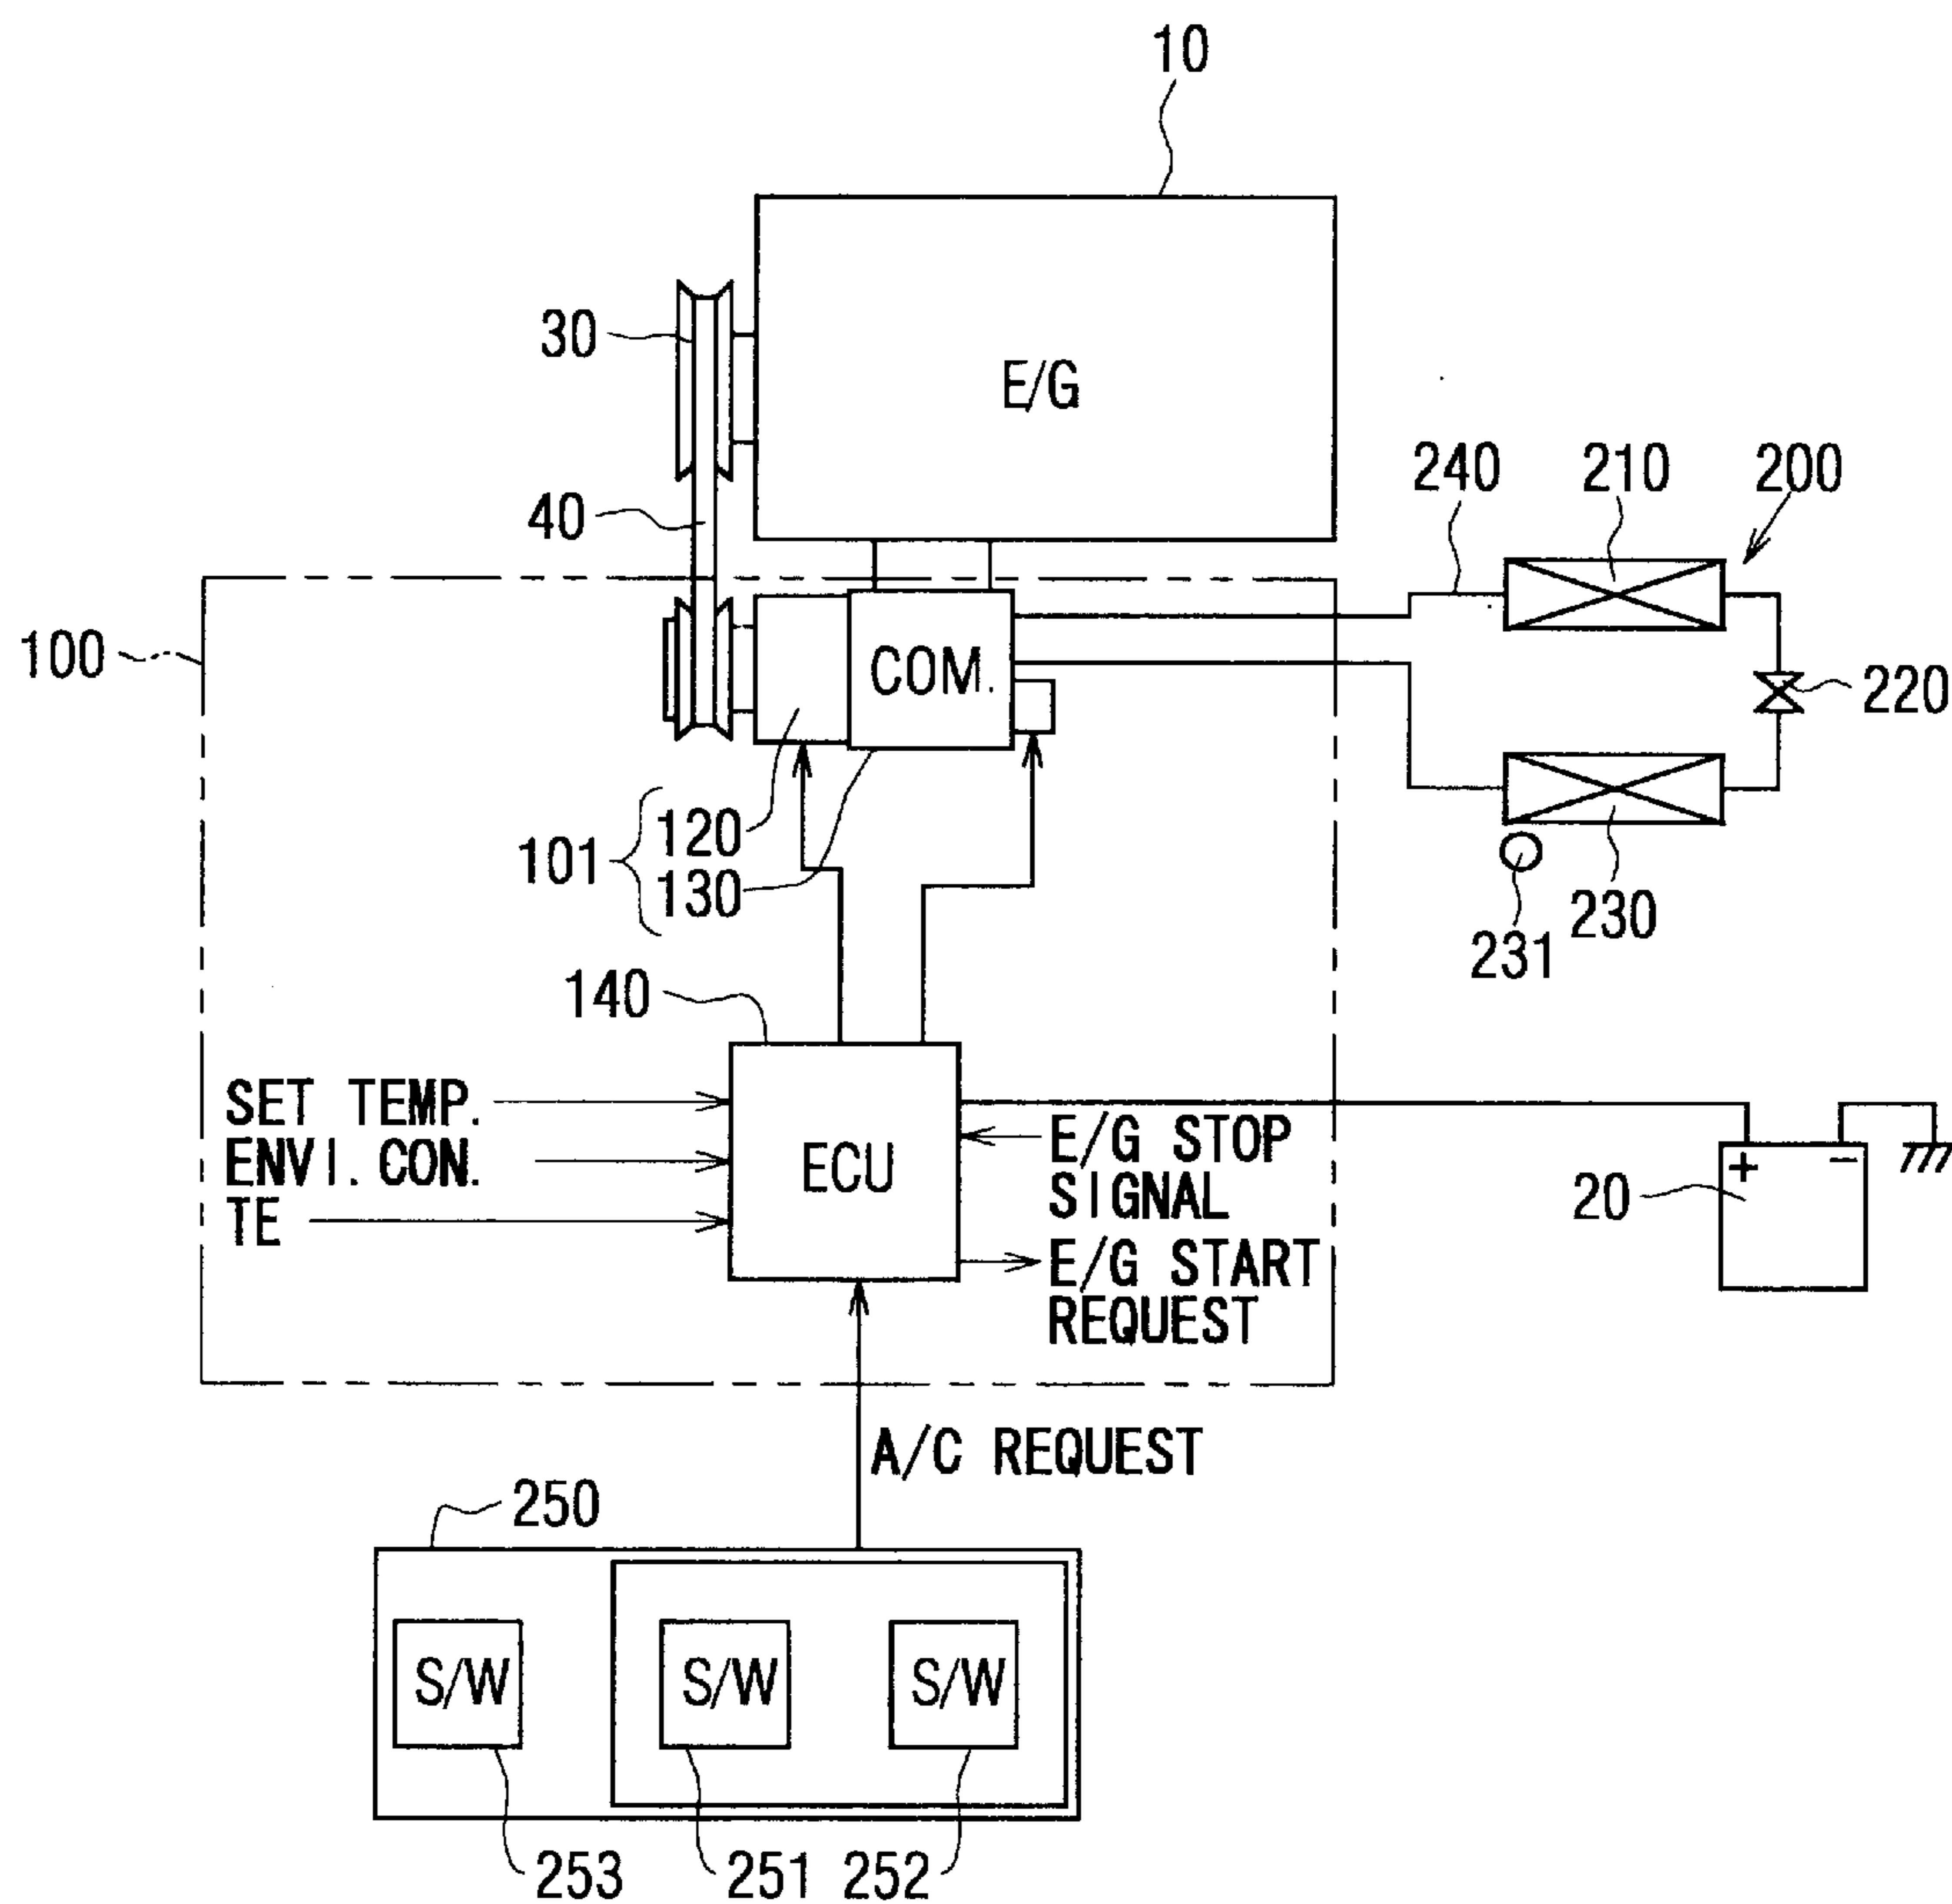 10
30
E/G
40
240
210
200
100
COM.
220
101
120
130
231
230
140
SET TEMP.
ENVI.CON.
TE
ECU
E/G STOP
SIGNAL
E/G START
REQUEST
+
−
20
A/C REQUEST
250
S/W
S/W
S/W
253
251
252